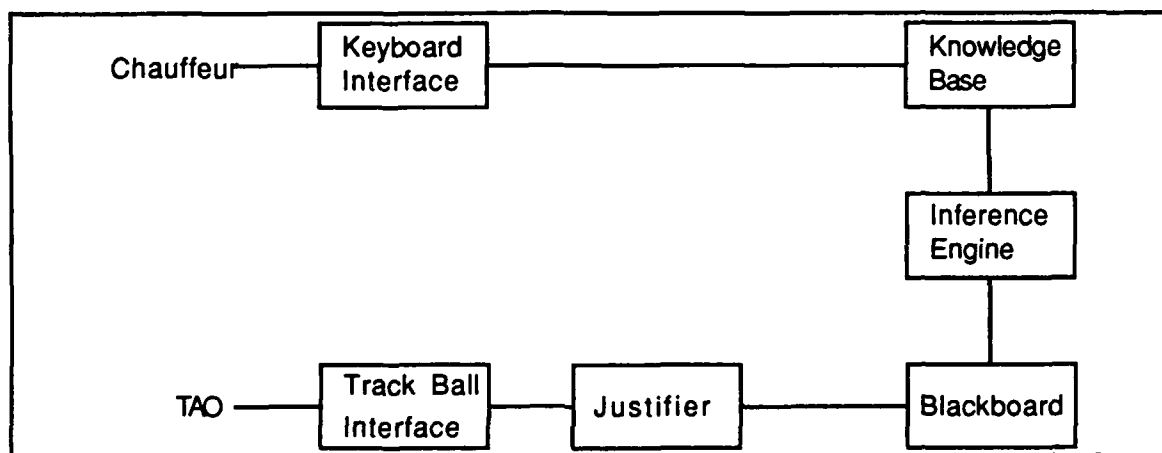 Chauffeur
Keyboard
Interface
Knowledge
Base
Inference
Engine
TAO
Track Ball
Interface
Justifier
Blackboard